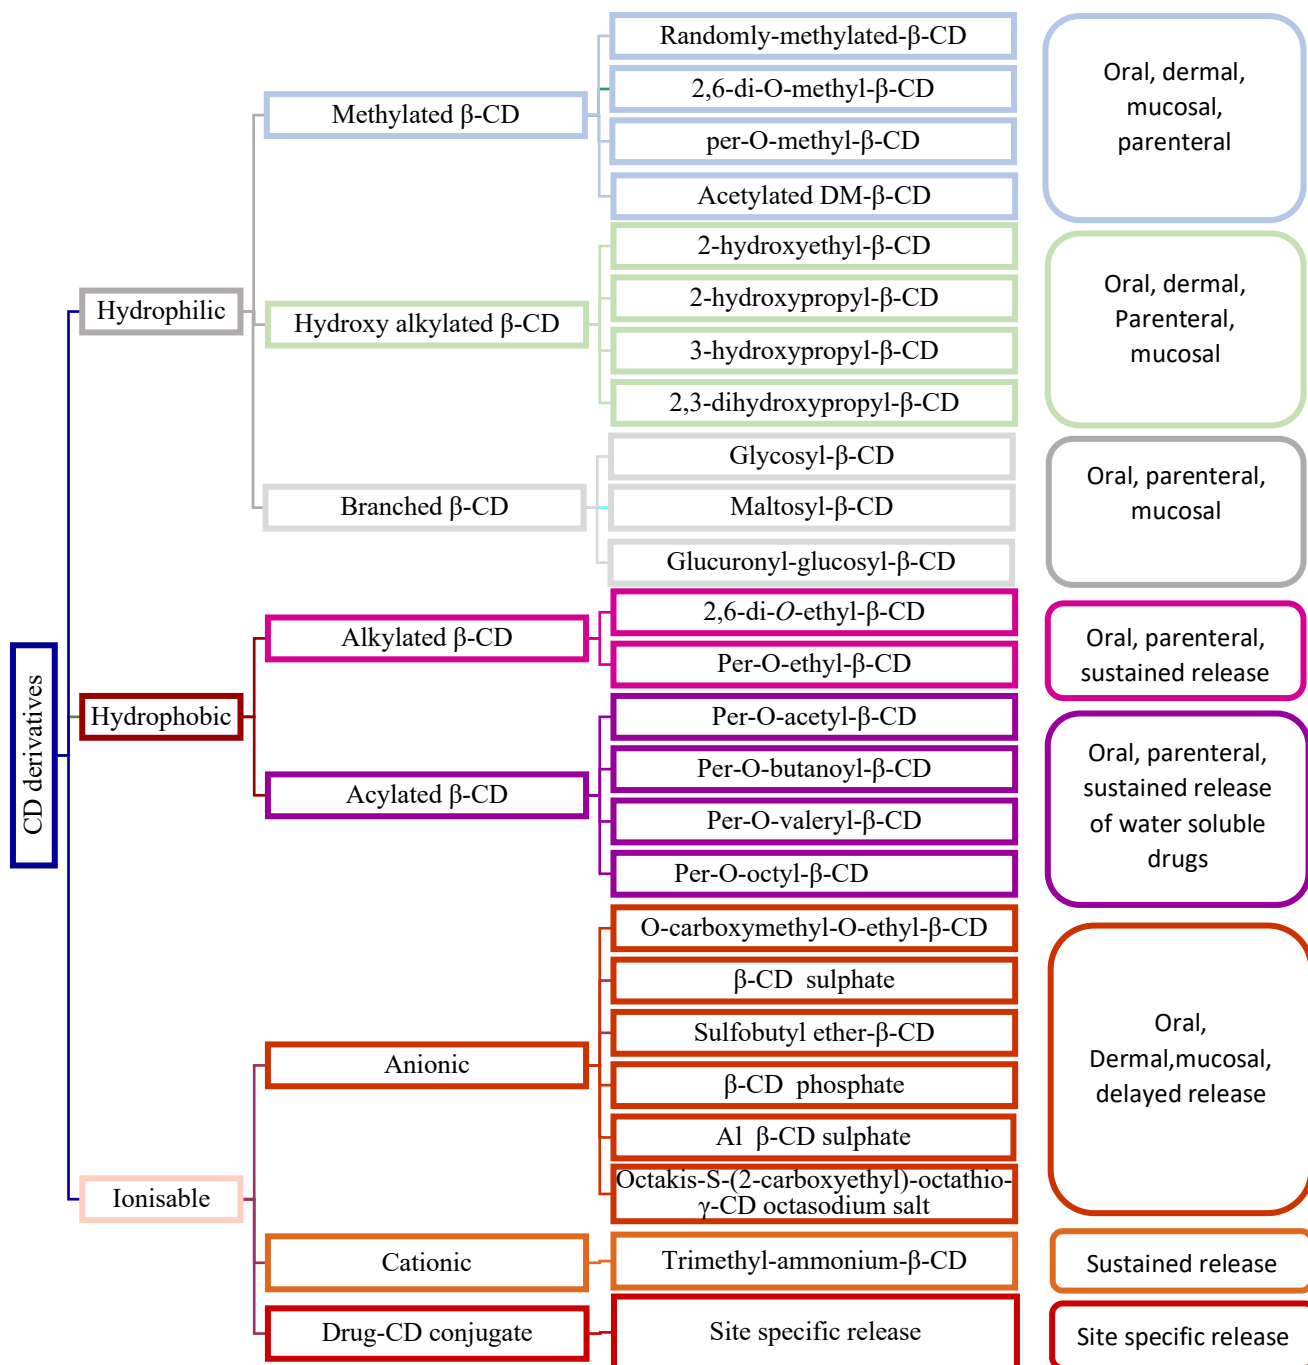 CD derivatives
Hydrophilic
Methylated β-CD
Randomly-methylated-β-CD
2,6-di-O-methyl-β-CD
per-O-methyl-β-CD
Acetylated DM-β-CD
Oral, dermal,
mucosal,
parenteral
Hydroxy alkylated β-CD
2-hydroxyethyl-β-CD
2-hydroxypropyl-β-CD
3-hydroxypropyl-β-CD
2,3-dihydroxypropyl-β-CD
Oral, dermal,
Parenteral,
mucosal
Branched β-CD
Glycosyl-β-CD
Maltosyl-β-CD
Glucuronyl-glucosyl-β-CD
Oral, parenteral,
mucosal
Hydrophobic
Alkylated β-CD
2,6-di-O-ethyl-β-CD
Per-O-ethyl-β-CD
Oral, parenteral,
sustained release
Acylated β-CD
Per-O-acetyl-β-CD
Per-O-butanoyl-β-CD
Per-O-valeryl-β-CD
Per-O-octyl-β-CD
Oral, parenteral,
sustained release
of water soluble
drugs
Ionisable
Anionic
O-carboxymethyl-O-ethyl-β-CD
β-CD sulphate
Sulfobutyl ether-β-CD
β-CD phosphate
Al β-CD sulphate
Octakis-S-(2-carboxyethyl)-octathio-
γ-CD octasodium salt
Oral,
Dermal,mucosal,
delayed release
Cationic
Trimethyl-ammonium-β-CD
Sustained release
Drug-CD conjugate
Site specific release
Site specific release